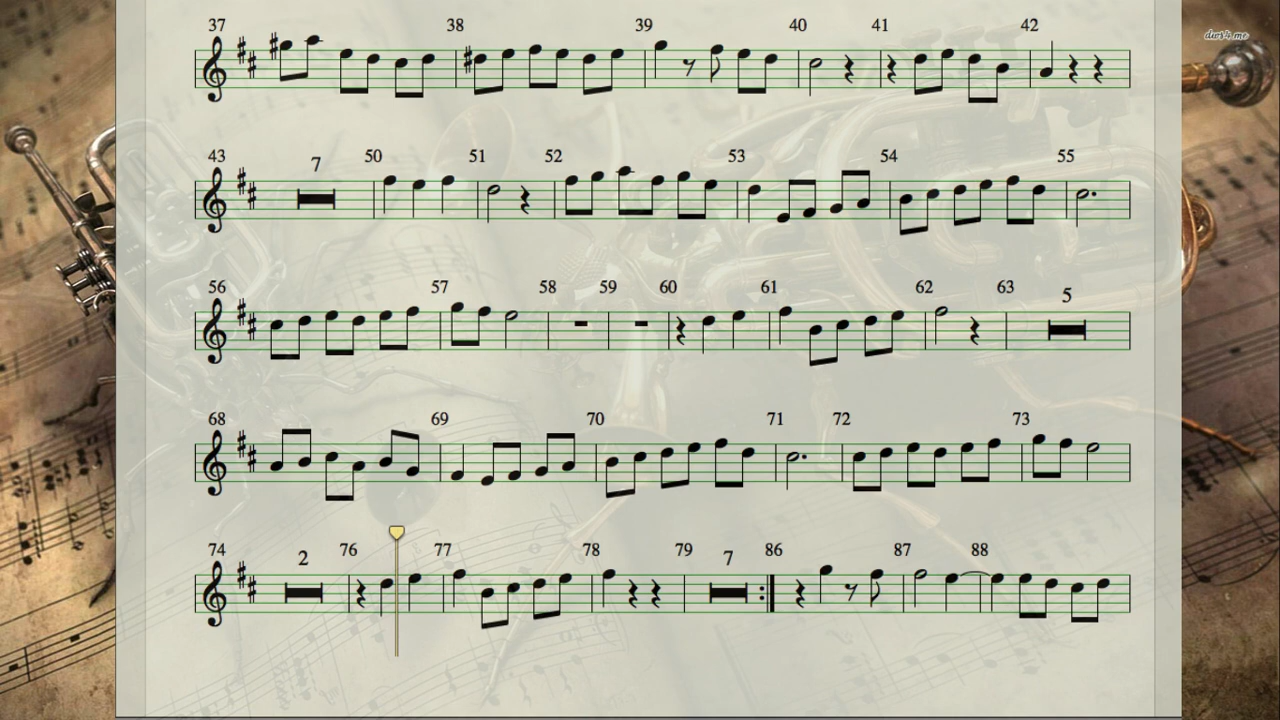 37 38 39 40 41 42
dws4 me
43 7 50 51 52 53 54 55
56 57 58 59 60 61 62 63 5
68 69 70 71 72 73
74 2 76 77 78 79 7 86 87 88